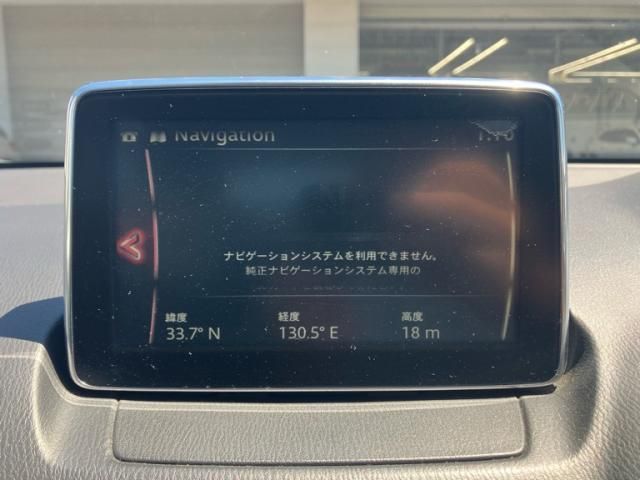 Navigation
ナビゲーションシステムを利用できません。
純正ナビゲーションシステム専用の
緯度 経度 高度
33.7° N 130.5° E 18 m